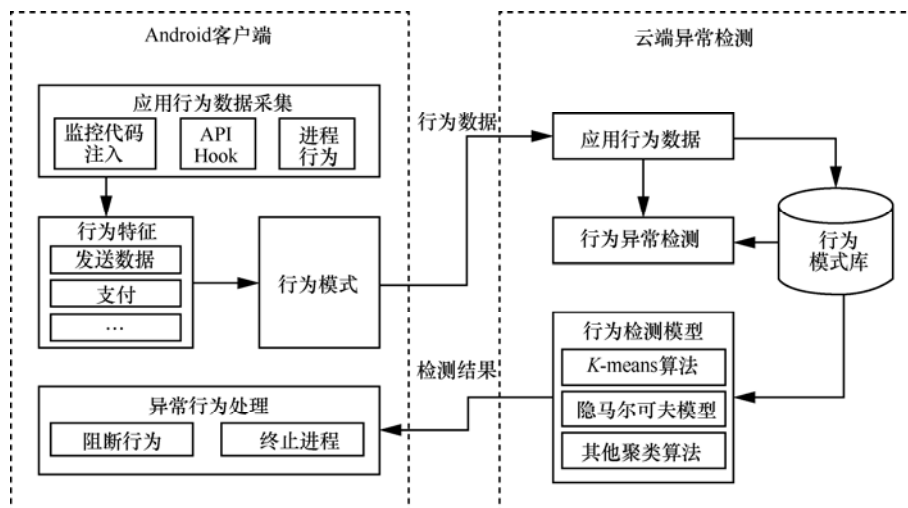 Android客户端
应用行为数据采集
监控代码
注入
API
Hook
进程
行为
行为特征
发送数据
支付
…
行为模式
异常行为处理
阻断行为
终止进程
行为数据
检测结果
云端异常检测
应用行为数据
行为异常检测
行为
模式库
行为检测模型
K-means算法
隐马尔可夫模型
其他聚类算法